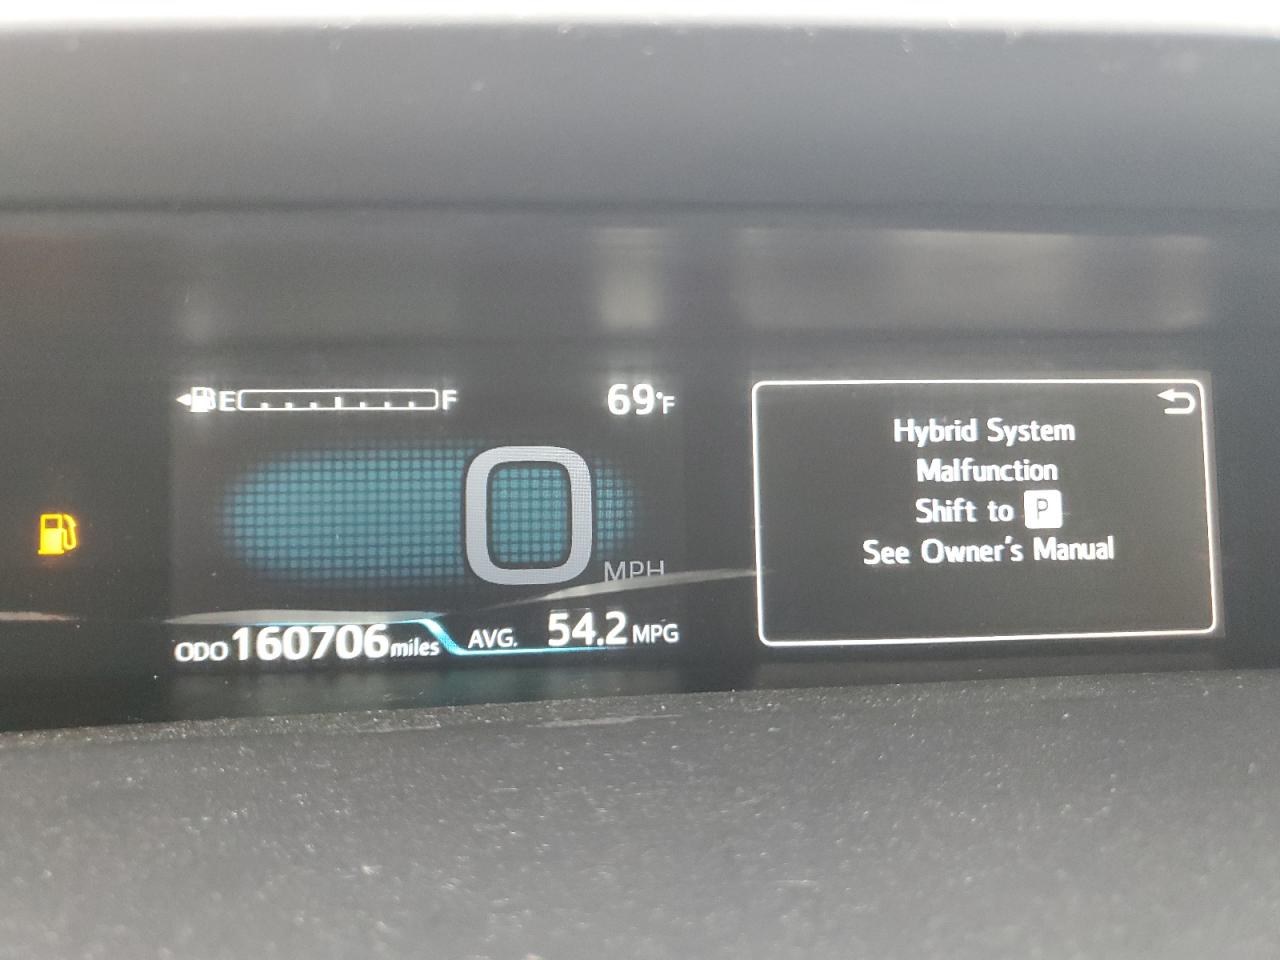 E F
69°F
0
MPH
ODO 160706 miles
AVG. 54.2 MPG
Hybrid System
Malfunction
Shift to P
See Owner's Manual